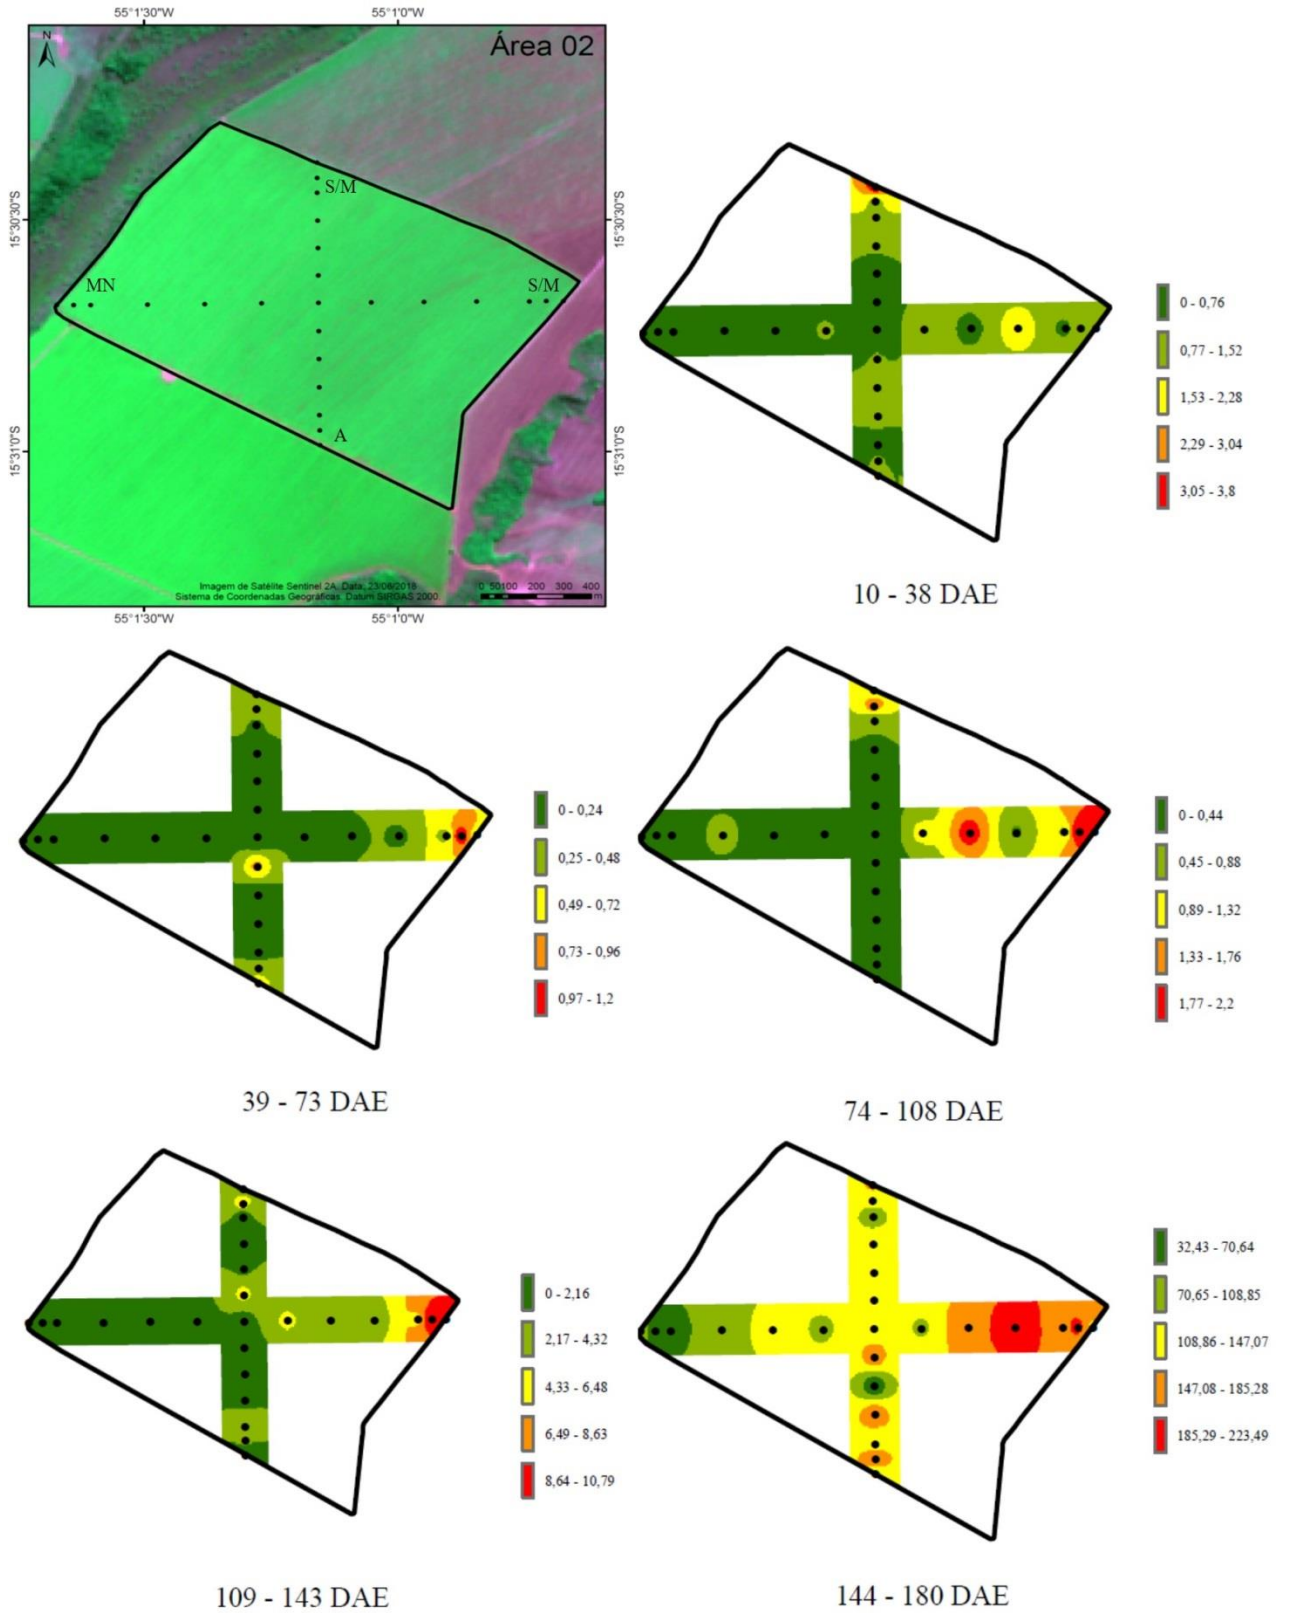 55°1'30"W 55°1'0"W
N
Área 02
S/M
MN
S/M
A
15°30'30"S
15°31'0"S
15°30'30"S
15°31'0"S
Imagem de Satélite Sentinel 2A. Data: 23/06/2018
Sistema de Coordenadas Geográficas. Datum SIRGAS 2000.
0 50100 200 300 400
m
55°1'30"W 55°1'0"W
0 - 0,76
0,77 - 1,52
1,53 - 2,28
2,29 - 3,04
3,05 - 3,8
10 - 38 DAE
0 - 0,24
0,25 - 0,48
0,49 - 0,72
0,73 - 0,96
0,97 - 1,2
39 - 73 DAE
0 - 0,44
0,45 - 0,88
0,89 - 1,32
1,33 - 1,76
1,77 - 2,2
74 - 108 DAE
0 - 2,16
2,17 - 4,32
4,33 - 6,48
6,49 - 8,63
8,64 - 10,79
109 - 143 DAE
32,43 - 70,64
70,65 - 108,85
108,86 - 147,07
147,08 - 185,28
185,29 - 223,49
144 - 180 DAE